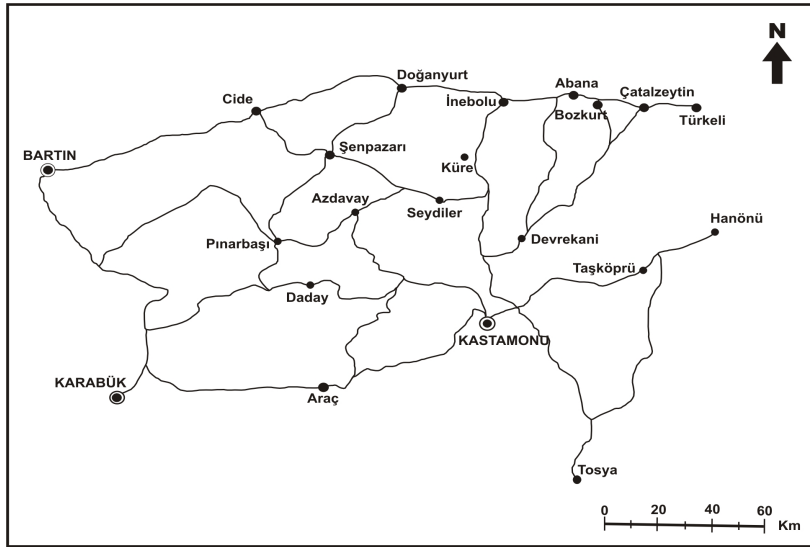 N
Doğanyurt
Cide
İnebolu
Abana
Bozkurt
Çatalzeytin
Türkeli
BARTIN
Şenpazarı
Küre
Azdavay
Seydiler
Pınarbaşı
Devrekani
Hanönü
Taşköprü
Daday
KASTAMONU
KARABÜK
Araç
Tosya
0 20 40 60
Km